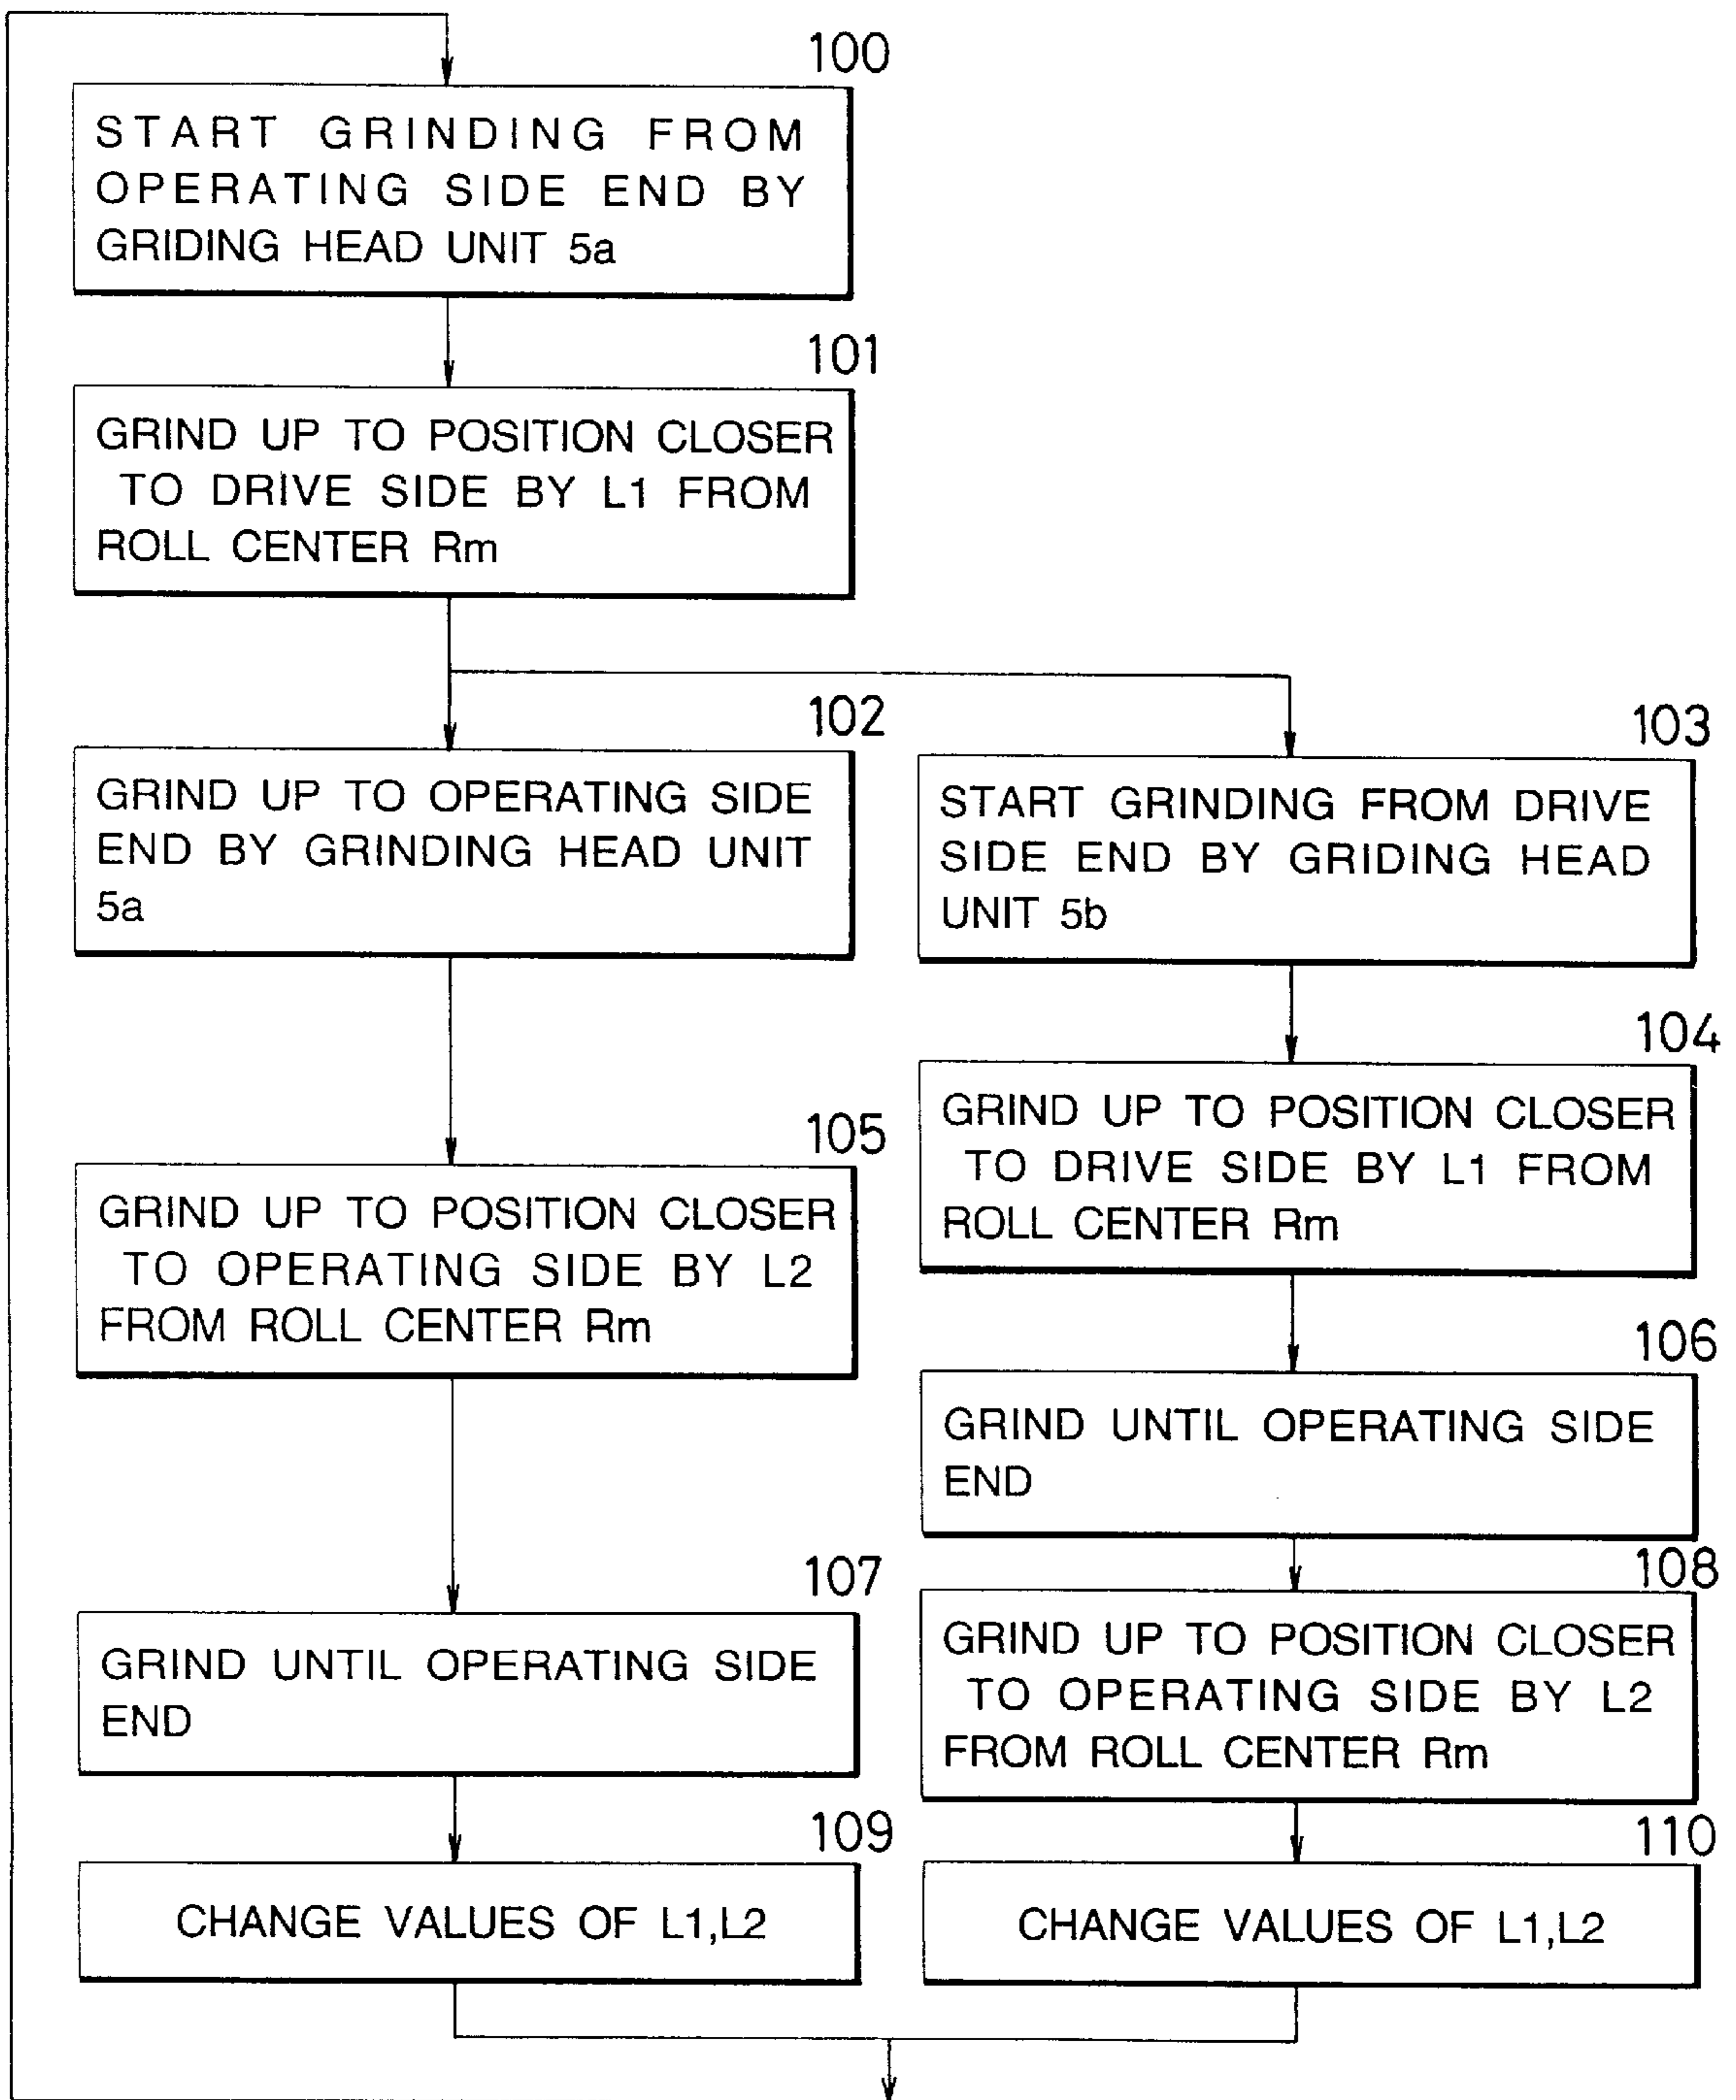 100
START GRINDING FROM
OPERATING SIDE END BY
GRIDING HEAD UNIT 5a
101
GRIND UP TO POSITION CLOSER
TO DRIVE SIDE BY L1 FROM
ROLL CENTER Rm
102
GRIND UP TO OPERATING SIDE
END BY GRINDING HEAD UNIT
5a
103
START GRINDING FROM DRIVE
SIDE END BY GRIDING HEAD
UNIT 5b
104
GRIND UP TO POSITION CLOSER
TO DRIVE SIDE BY L1 FROM
ROLL CENTER Rm
105
GRIND UP TO POSITION CLOSER
TO OPERATING SIDE BY L2
FROM ROLL CENTER Rm
106
GRIND UNTIL OPERATING SIDE
END
107
GRIND UNTIL OPERATING SIDE
END
108
GRIND UP TO POSITION CLOSER
TO OPERATING SIDE BY L2
FROM ROLL CENTER Rm
109
CHANGE VALUES OF L1,L2
110
CHANGE VALUES OF L1,L2